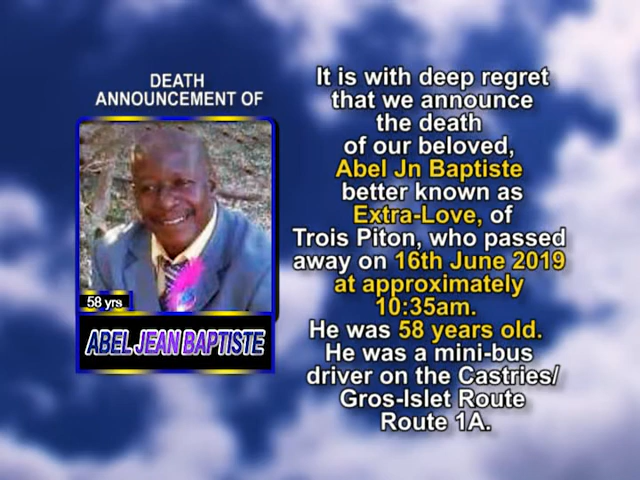 DEATH
ANNOUNCEMENT OF
58 yrs
ABEL JEAN BAPTISTE
It is with deep regret
that we announce
the death
of our beloved,
Abel Jn Baptiste
better known as
Extra-Love, of
Trois Piton, who passed
away on 16th June 2019
at approximately
10:35am.
He was 58 years old.
He was a mini-bus
driver on the Castries/
Gros-Islet Route
Route 1A.